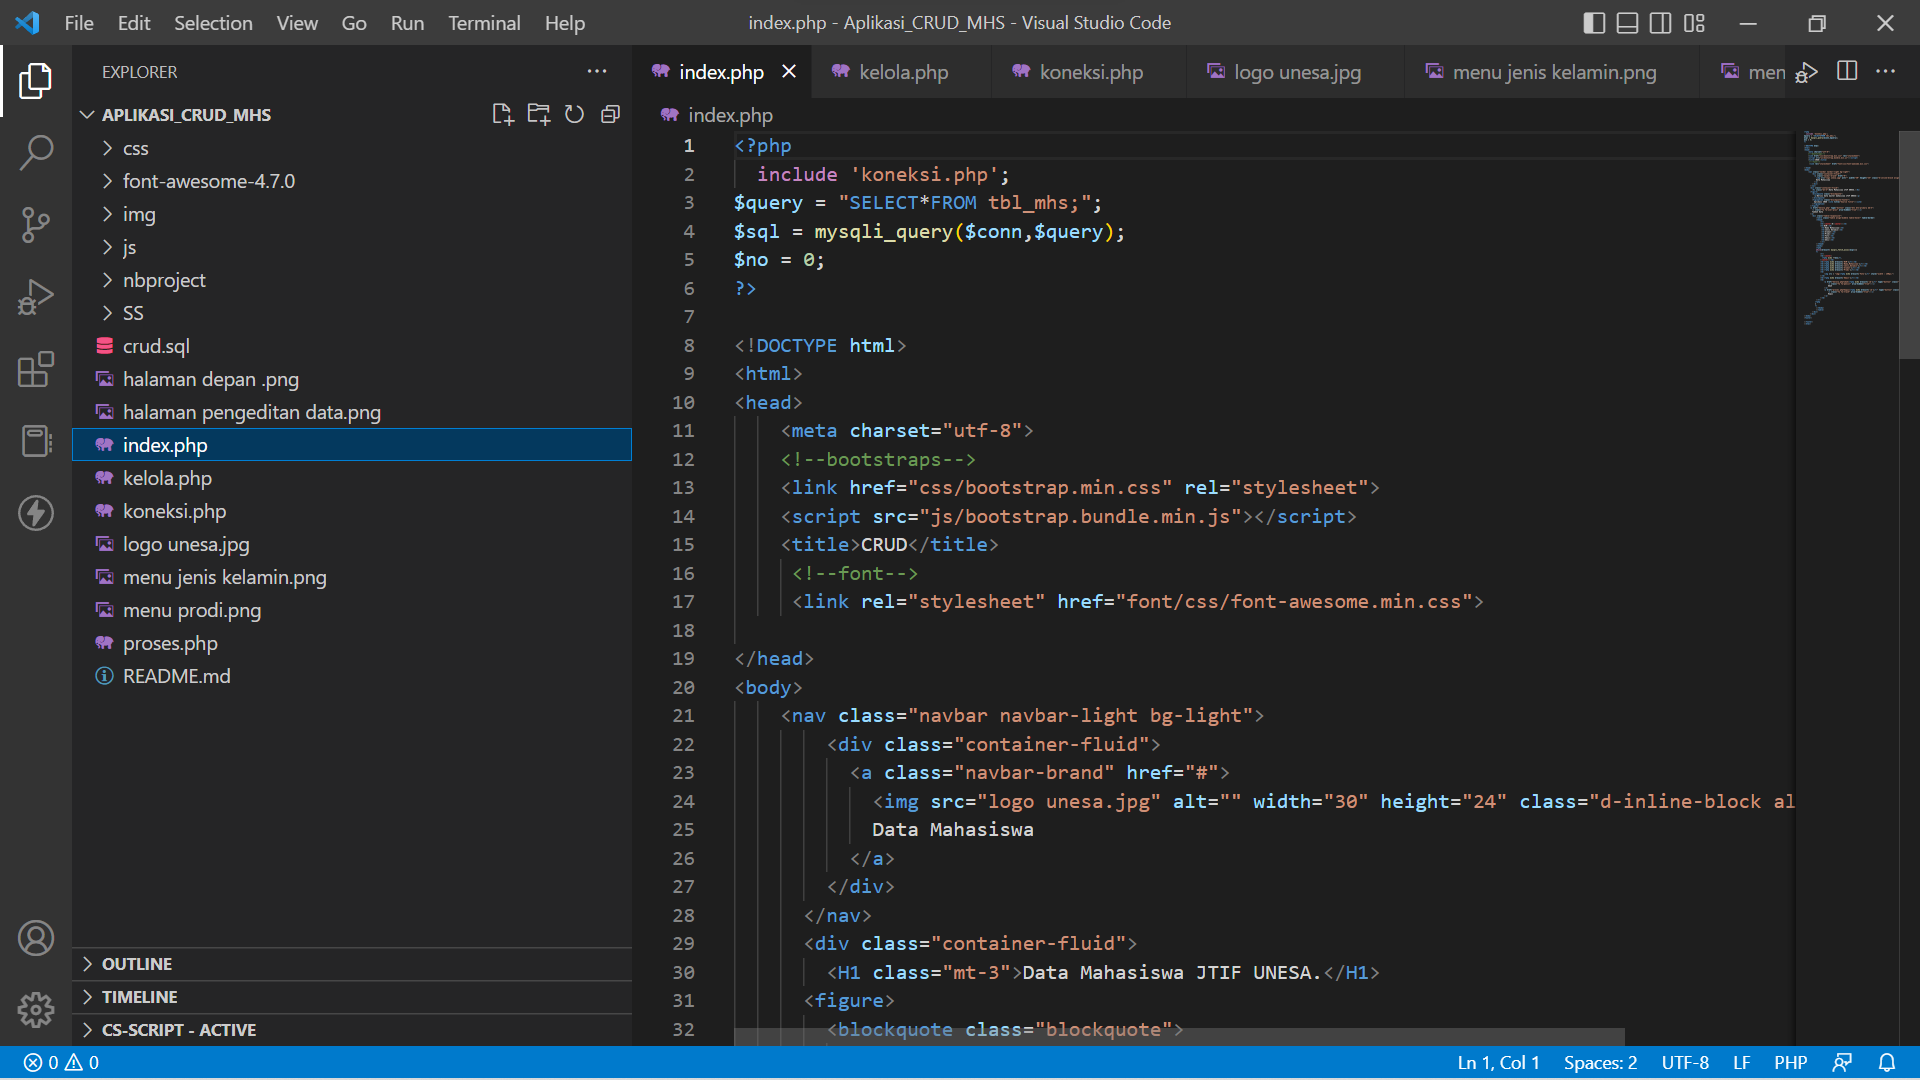 File Edit Selection View Go Run Terminal Help
index.php - Aplikasi_CRUD_MHS - Visual Studio Code
EXPLORER
APLIKASI_CRUD_MHS
css
font-awesome-4.7.0
img
js
nbproject
SS
crud.sql
halaman depan .png
halaman pengeditan data.png
index.php
kelola.php
koneksi.php
logo unesa.jpg
menu jenis kelamin.png
menu prodi.png
proses.php
README.md
OUTLINE
TIMELINE
CS-SCRIPT - ACTIVE
index.php kelola.php koneksi.php logo unesa.jpg menu jenis kelamin.png men
index.php
1 <?php
2 include 'koneksi.php';
3 $query = "SELECT*FROM tbl_mhs;";
4 $sql = mysqli_query($conn,$query);
5 $no = 0;
6 ?>
7
8 <!DOCTYPE html>
9 <html>
10 <head>
11 <meta charset="utf-8">
12 <!--bootstraps-->
13 <link href="css/bootstrap.min.css" rel="stylesheet">
14 <script src="js/bootstrap.bundle.min.js"></script>
15 <title>CRUD</title>
16 <!--font-->
17 <link rel="stylesheet" href="font/css/font-awesome.min.css">
18
19 </head>
20 <body>
21 <nav class="navbar navbar-light bg-light">
22 <div class="container-fluid">
23 <a class="navbar-brand" href="#">
24 <img src="logo unesa.jpg" alt="" width="30" height="24" class="d-inline-block al
25 Data Mahasiswa
26 </a>
27 </div>
28 </nav>
29 <div class="container-fluid">
30 <H1 class="mt-3">Data Mahasiswa JTIF UNESA.</H1>
31 <figure>
32 <blockquote class="blockquote">
0 0
Ln 1, Col 1 Spaces: 2 UTF-8 LF PHP